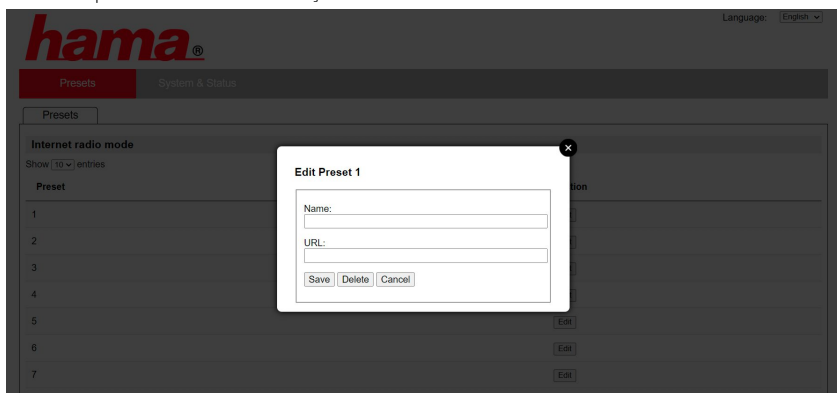 Language: English
hama®
Presets System & Status
Presets
Internet radio mode
Show 10 entries
Preset
Edit Preset 1
Name:
URL:
Save Delete Cancel
1
2
3
4
5 Edit
6 Edit
7 Edit